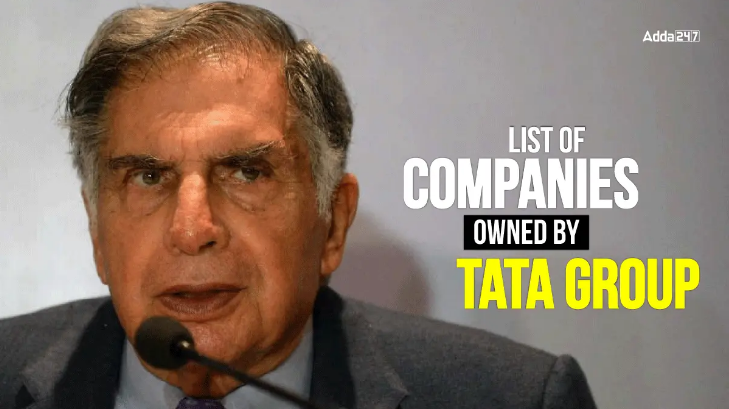 Adda247
LIST OF
COMPANIES
OWNED BY
TATA GROUP